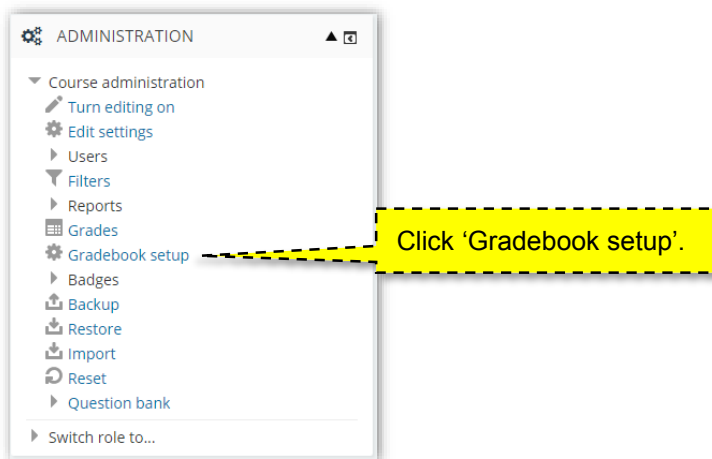 ADMINISTRATION
Course administration
Turn editing on
Edit settings
Users
Filters
Reports
Grades
Gradebook setup
Click ‘Gradebook setup’.
Badges
Backup
Restore
Import
Reset
Question bank
Switch role to...